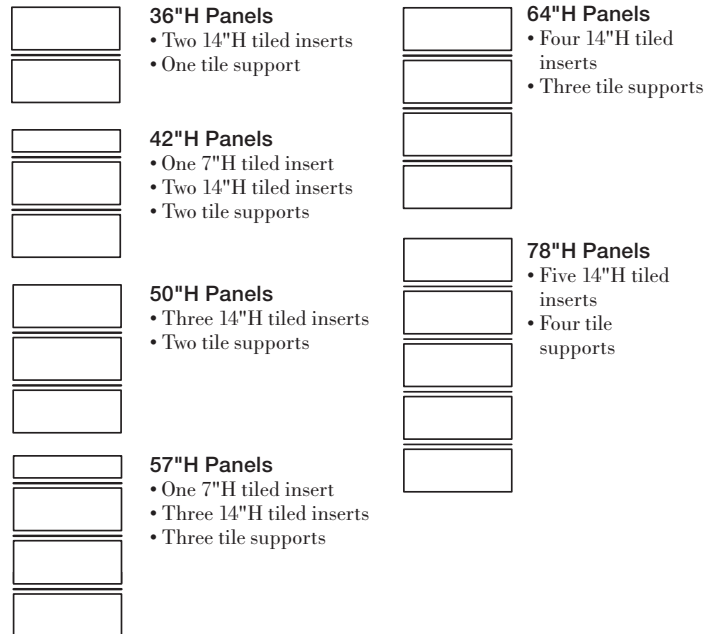 36"H Panels
• Two 14"H tiled inserts
• One tile support
42"H Panels
• One 7"H tiled insert
• Two 14"H tiled inserts
• Two tile supports
50"H Panels
• Three 14"H tiled inserts
• Two tile supports
57"H Panels
• One 7"H tiled insert
• Three 14"H tiled inserts
• Three tile supports
64"H Panels
• Four 14"H tiled
inserts
• Three tile supports
78"H Panels
• Five 14"H tiled
inserts
• Four tile
supports